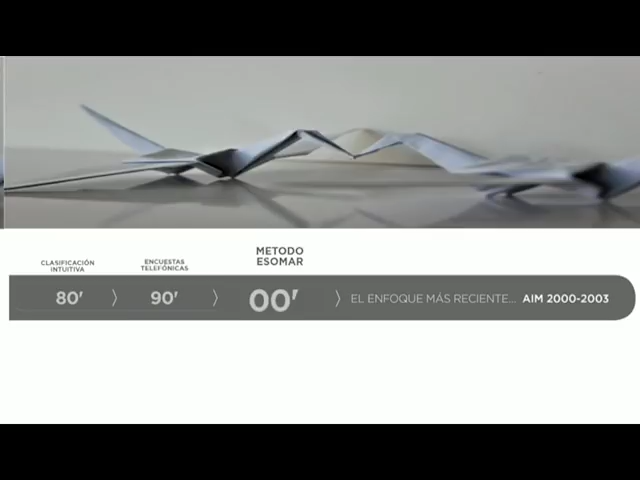 CLASIFICACIÓN
INTUITIVA
ENCUESTAS
TELEFÓNICAS
METODO
ESOMAR
80' 〉 90' 〉 00' 〉 EL ENFOQUE MÁS RECIENTE... AIM 2000-2003